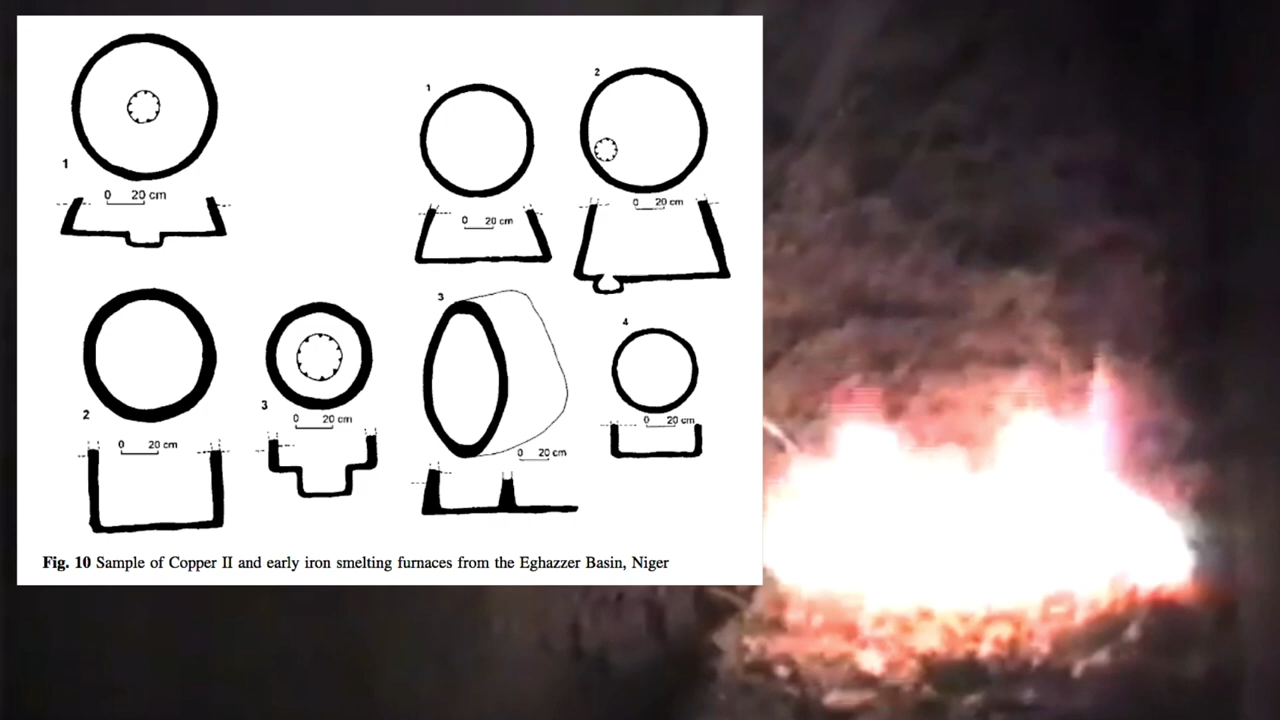 1
0 20 cm
1
0 20 cm
2
0 20 cm
2
0 20 cm
3
0 20 cm
3
0 20 cm
4
0 20 cm
Fig. 10 Sample of Copper II and early iron smelting furnaces from the Eghazzer Basin, Niger